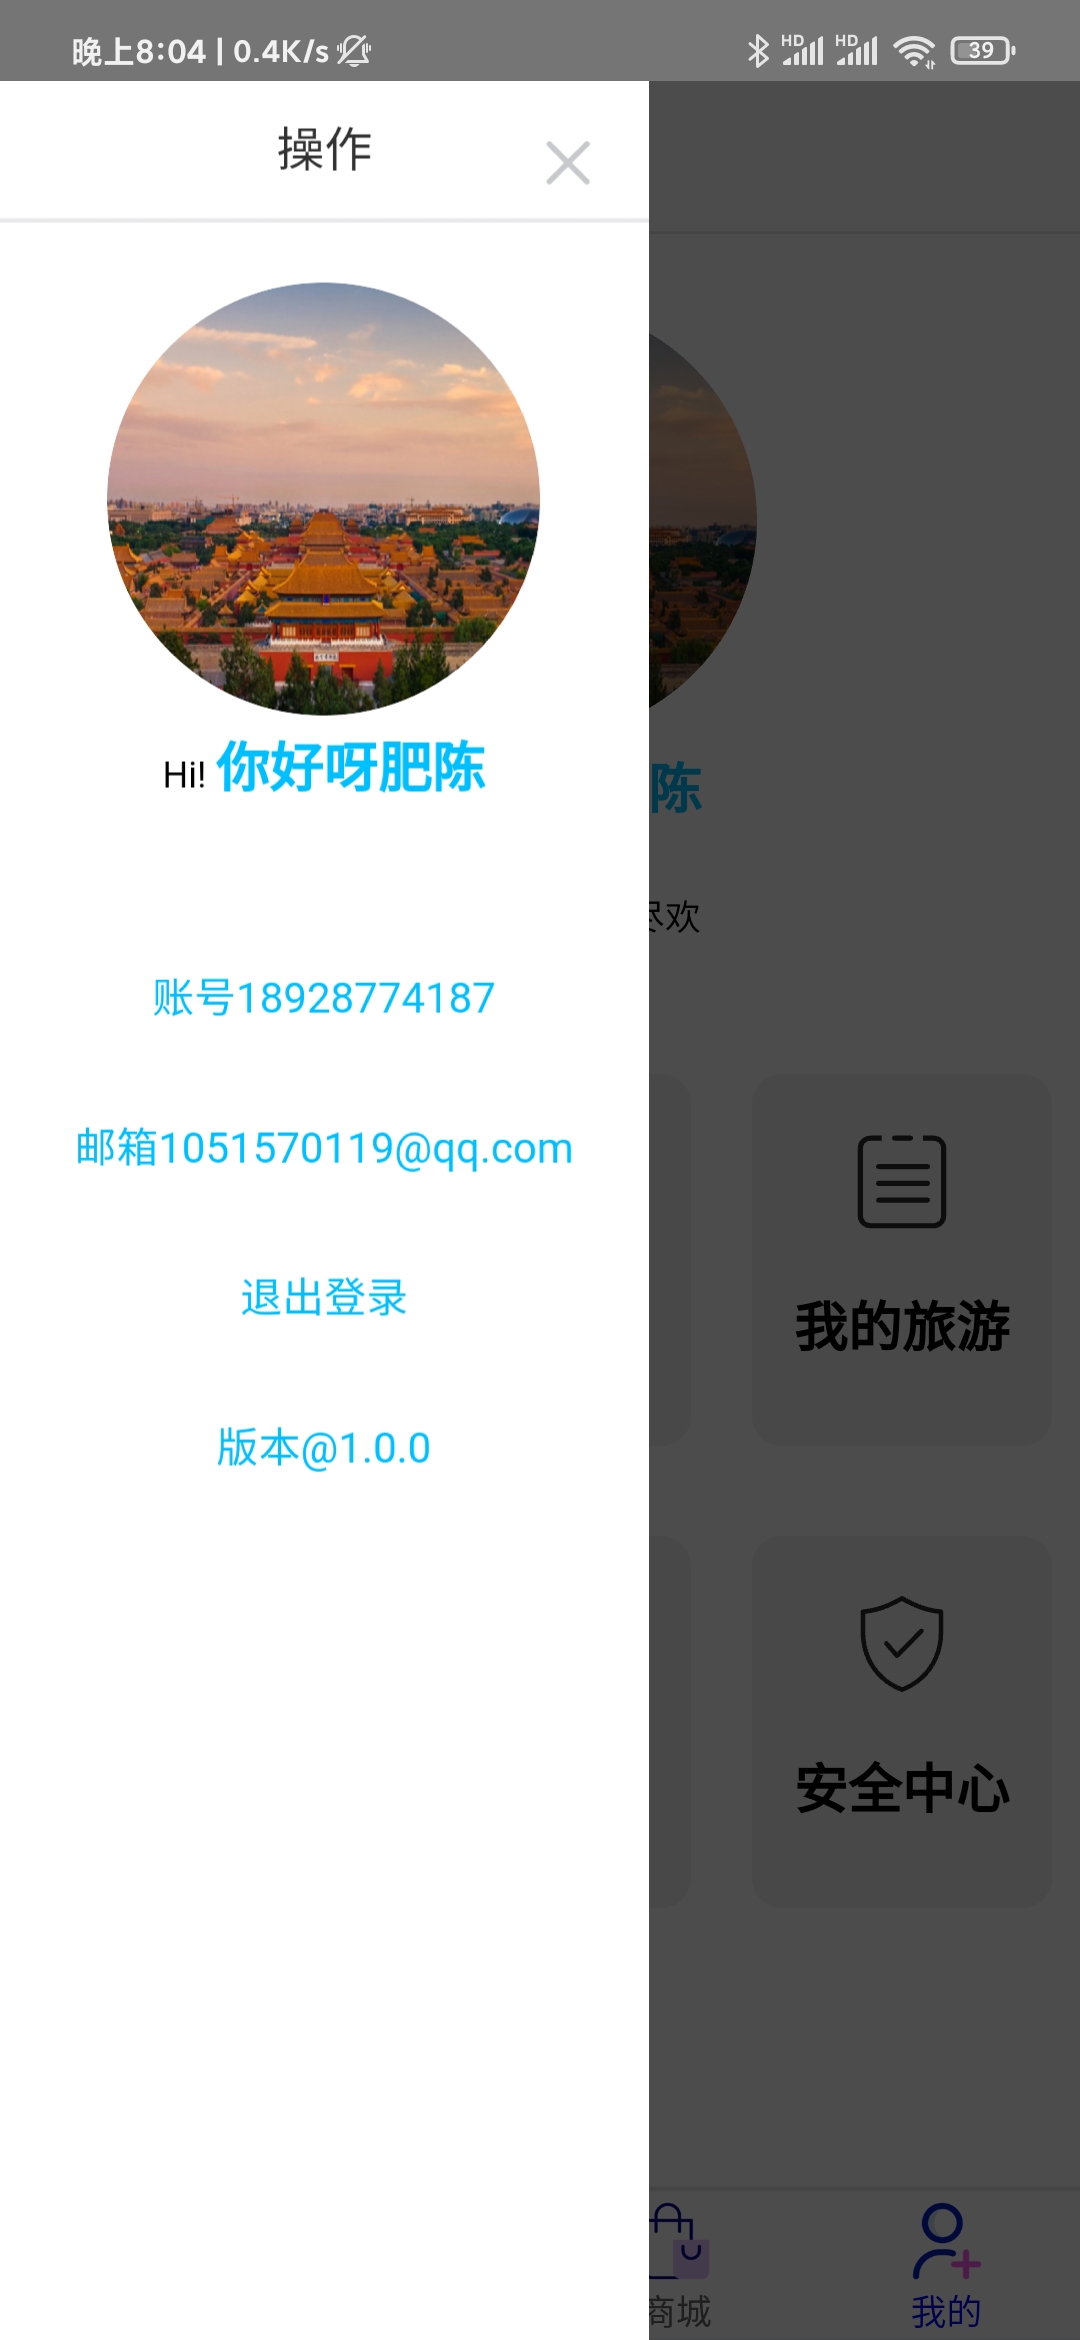 晚上8:04 | 0.4K/s
HD HD 39
操作
Hi! 你好呀肥陈
陈
尽欢
账号18928774187
邮箱1051570119@qq.com
退出登录
我的旅游
版本@1.0.0
安全中心
商城
我的